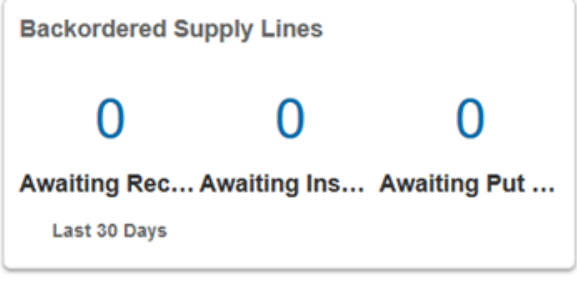 Backordered Supply Lines
0 0 0
Awaiting Rec... Awaiting Ins... Awaiting Put ...
Last 30 Days